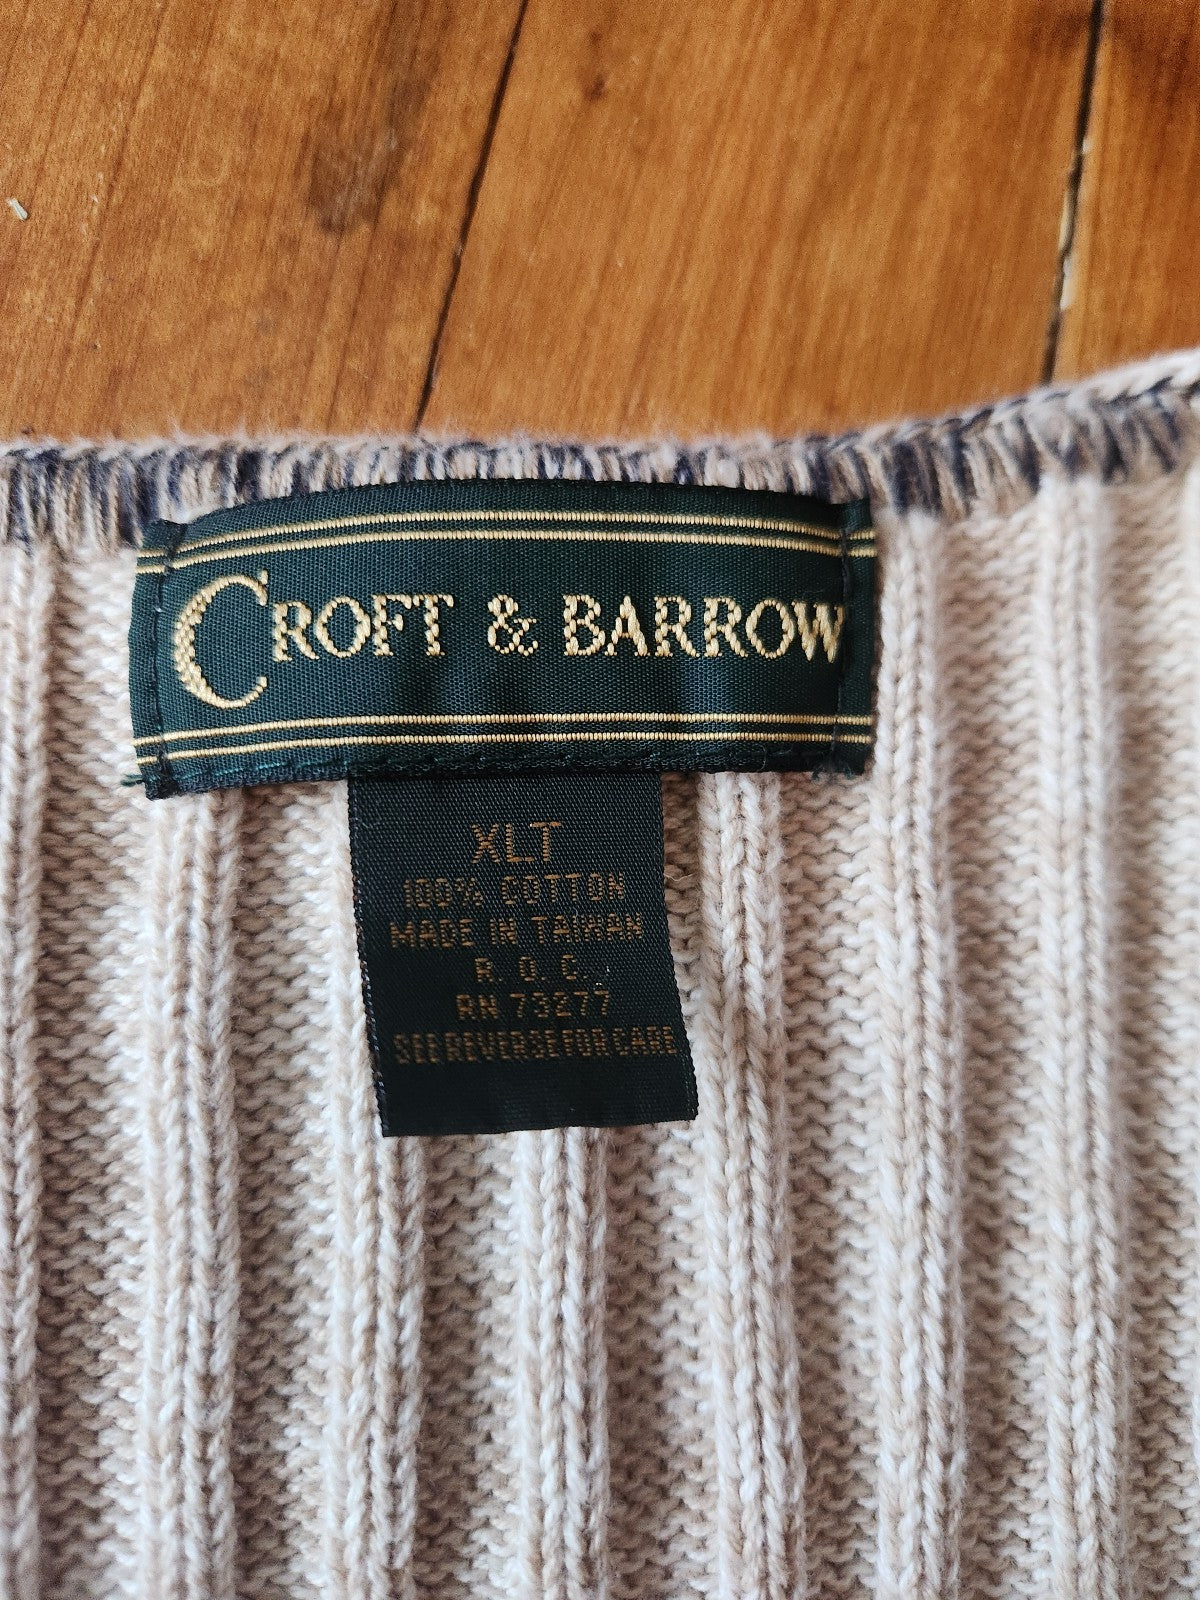 CROFT & BARROW
XLT
100% COTTON
MADE IN TAIWAN
R. O. C.
RN 73277
SEE REVERSE FOR CARE